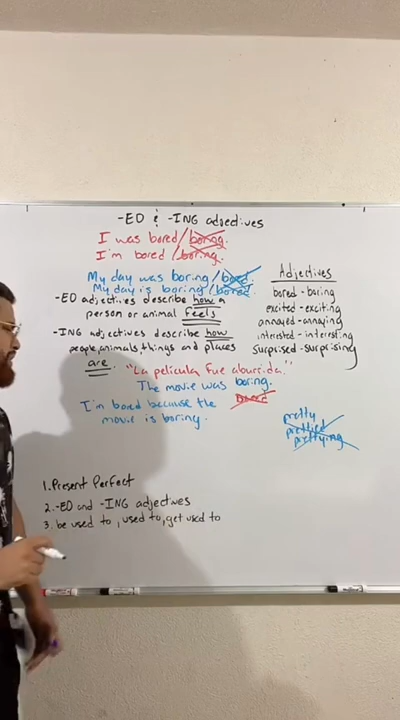 -ED & -ING adjectives
I was bored/boring.
I'm bored/boring.
My day was boring/bored.
My day is boring/bored.
-ED adjectives describe how a
person or animal feels
-ING adjectives describe how
people, animals, things and places
are.
"La pelicula fue aburrida."
The movie was boring.
bored
I'm bored because the
movie is boring.
Adjectives
bored - boring
excited - exciting
annoyed - annoying
interested - interesting
surprised - surprising
pretty
prettied
prettying
1. Present Perfect
2. -ED and -ING adjectives
3. be used to, used to, get used to